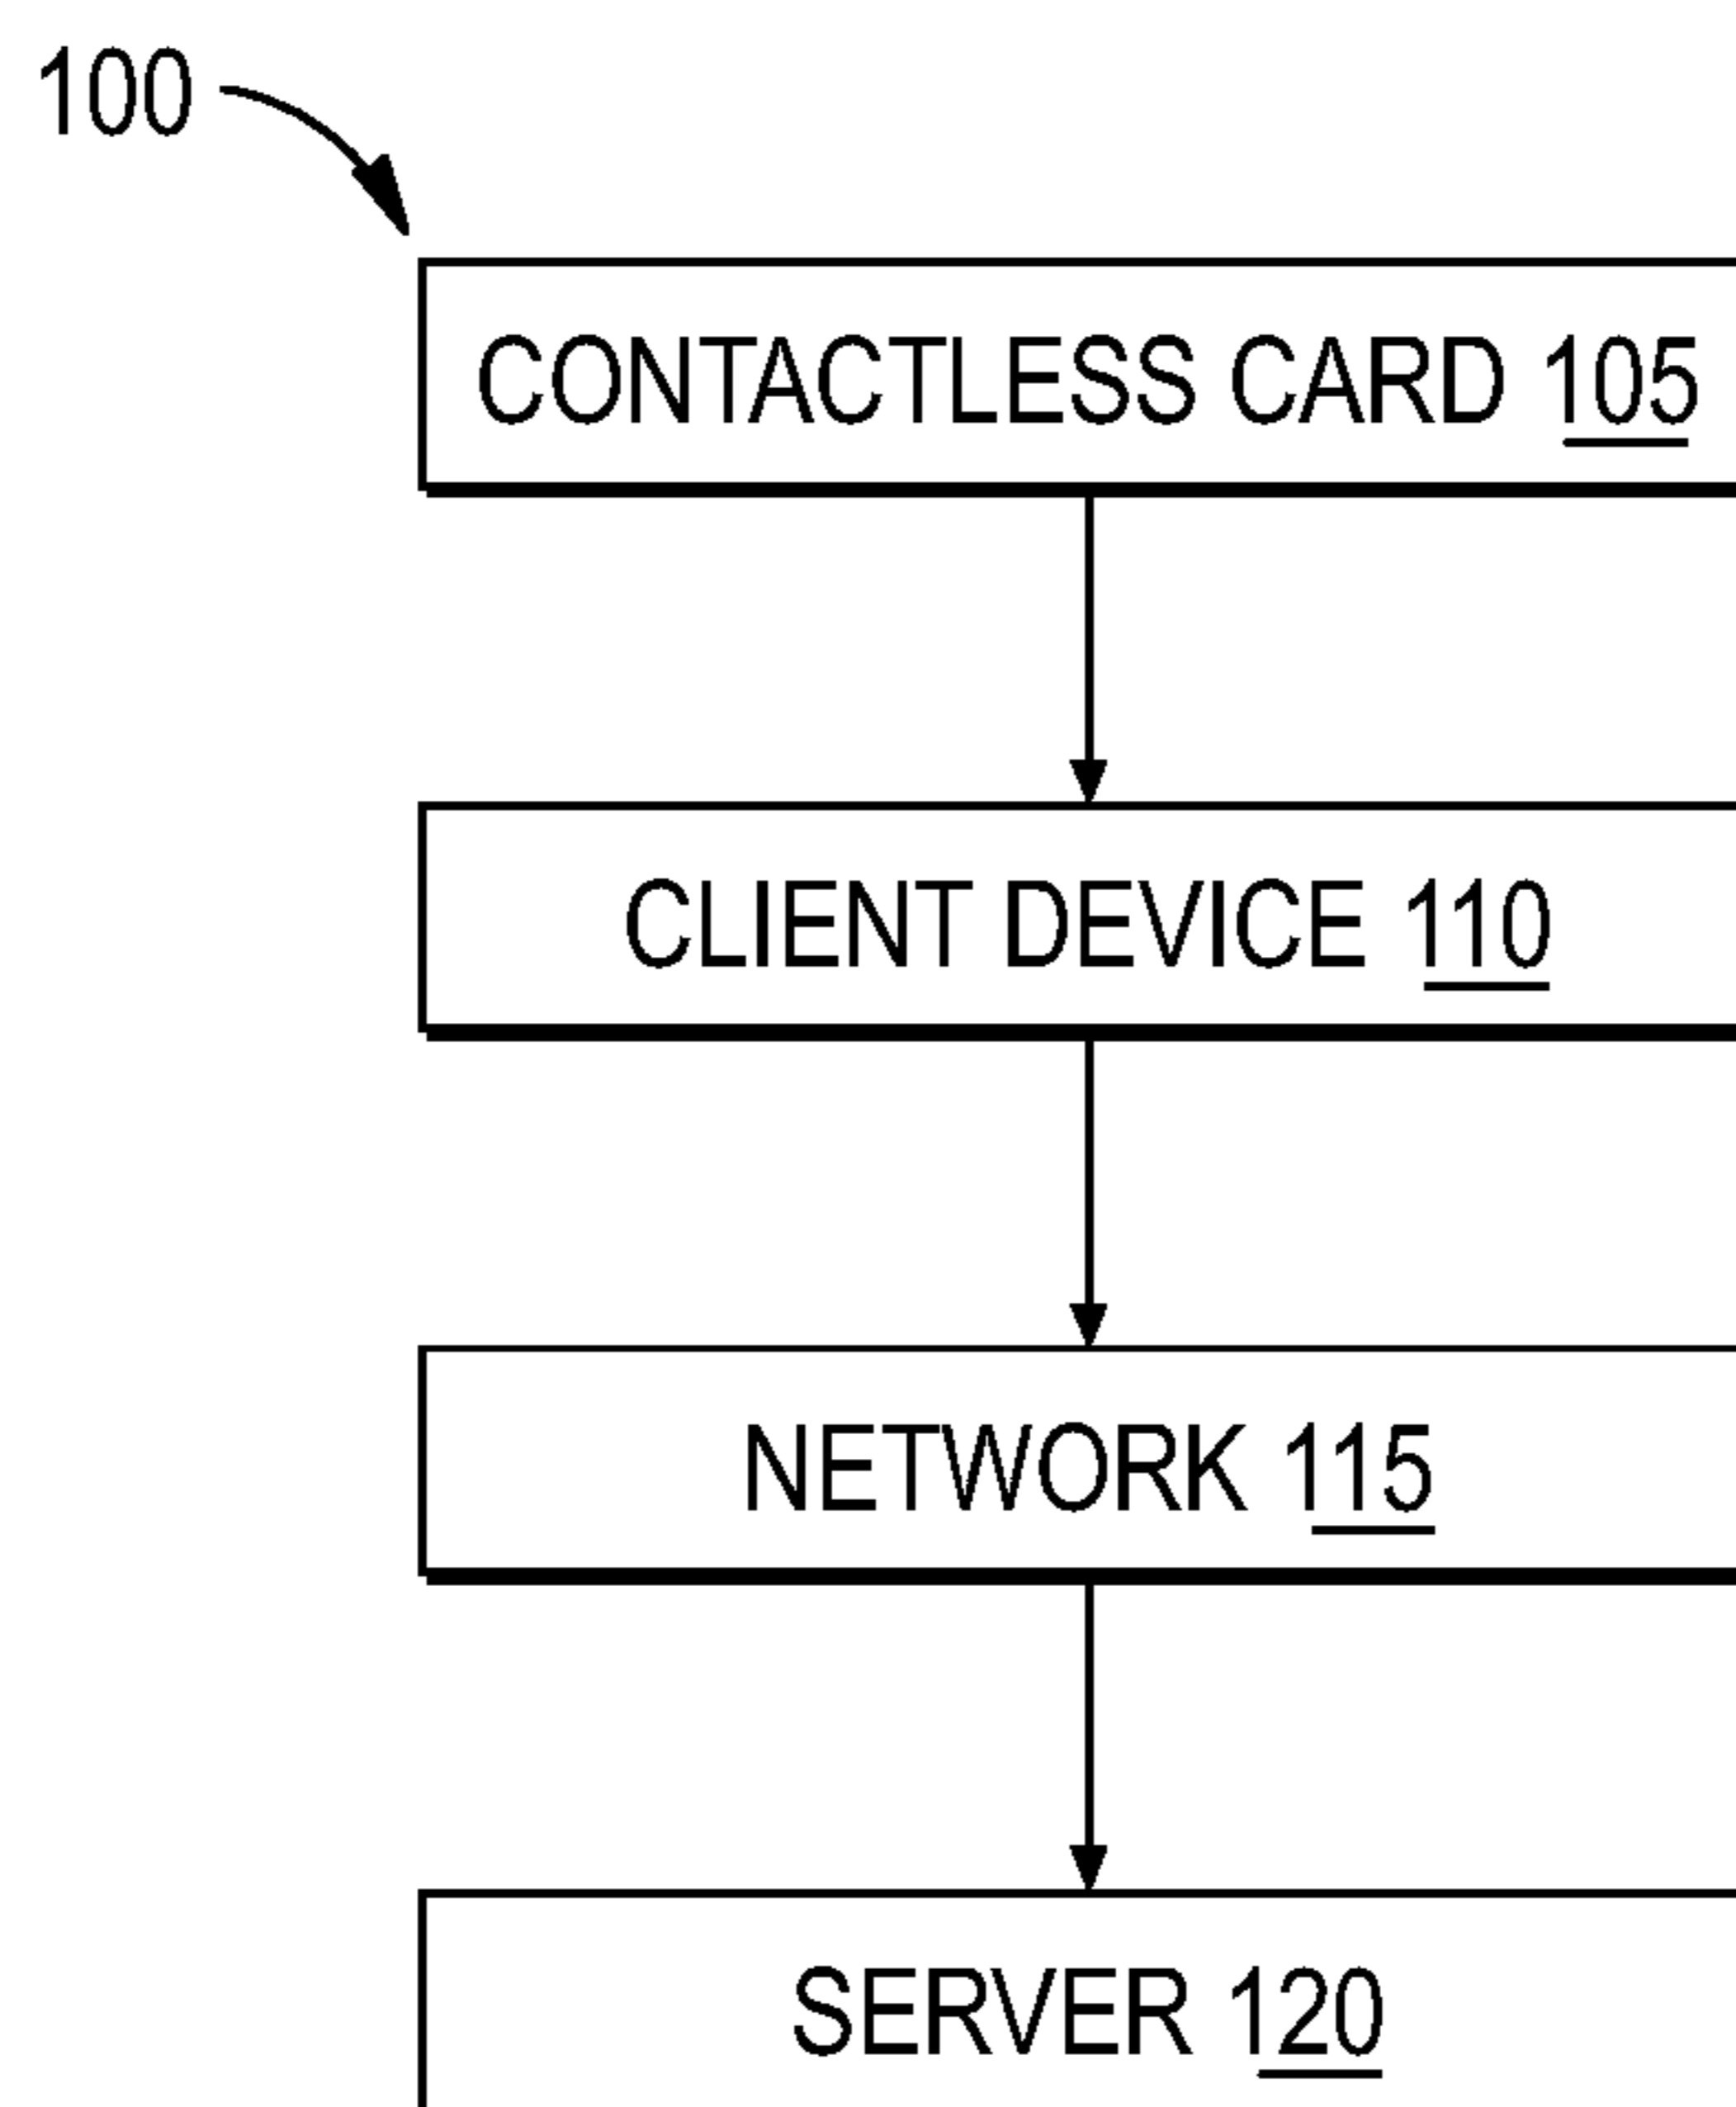 100
CONTACTLESS CARD 105
CLIENT DEVICE 110
NETWORK 115
SERVER 120